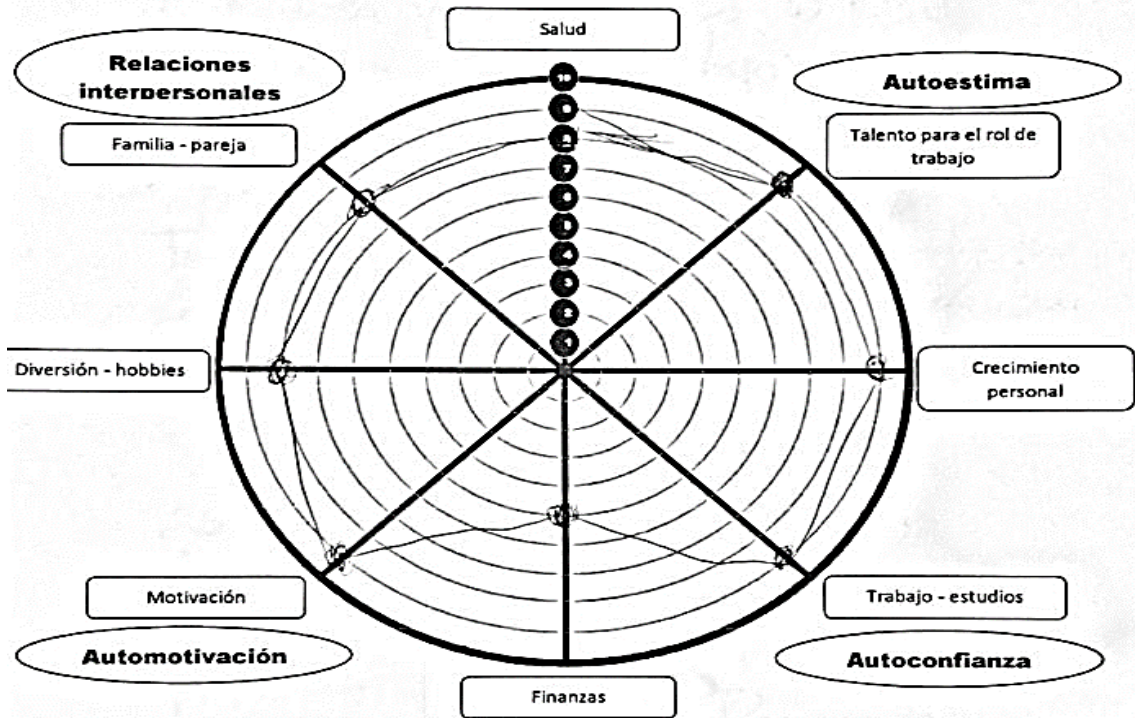 Salud
Relaciones
interpersonales
Autoestima
Familia - pareja
Talento para el rol de
trabajo
Diversión - hobbies
Crecimiento
personal
Motivación
Trabajo - estudios
Automotivación
Autoconfianza
Finanzas